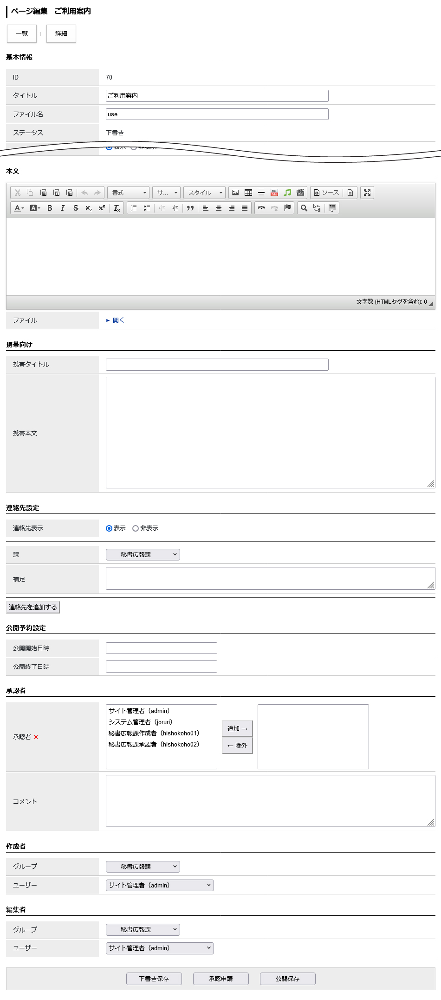 ページ編集　ご利用案内
一覧 詳細
基本情報
ID 70
タイトル ご利用案内
ファイル名 use
ステータス 下書き
本文
書式 サ... スタイル ソース
文字数 (HTMLタグを含む): 0
ファイル ► 開く
携帯向け
携帯タイトル
携帯本文
連絡先設定
連絡先表示 表示 非表示
課 秘書広報課
補足
連絡先を追加する
公開予約設定
公開開始日時
公開終了日時
承認者
承認者 ※
サイト管理者（admin）
システム管理者（joruri）
秘書広報課作成者（hishokoho01）
秘書広報課承認者（hishokoho02）
追加 →
← 除外
コメント
作成者
グループ 秘書広報課
ユーザー サイト管理者（admin）
編集者
グループ 秘書広報課
ユーザー サイト管理者（admin）
下書き保存 承認申請 公開保存